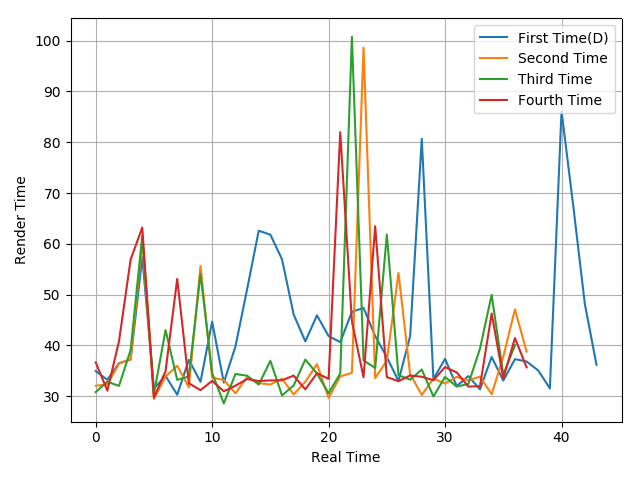 First Time(D)
Second Time
Third Time
Fourth Time
100
90
80
70
60
50
40
30
Render Time
0
10
20
30
40
Real Time